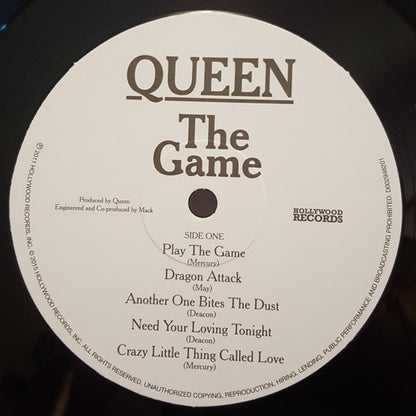 QUEEN
The
Game
Produced by Queen
Engineered and Co-produced by Mack
HOLLYWOOD
RECORDS
SIDE ONE
Play The Game
(Mercury)
Dragon Attack
(May)
Another One Bites The Dust
(Deacon)
Need Your Loving Tonight
(Deacon)
Crazy Little Thing Called Love
(Mercury)
℗ 2011 HOLLYWOOD RECORDS, INC. © 2015 HOLLYWOOD RECORDS, INC. ALL RIGHTS RESERVED. UNAUTHORIZED COPYING, REPRODUCTION, HIRING, LENDING, PUBLIC PERFORMANCE AND BROADCASTING PROHIBITED. D002946201